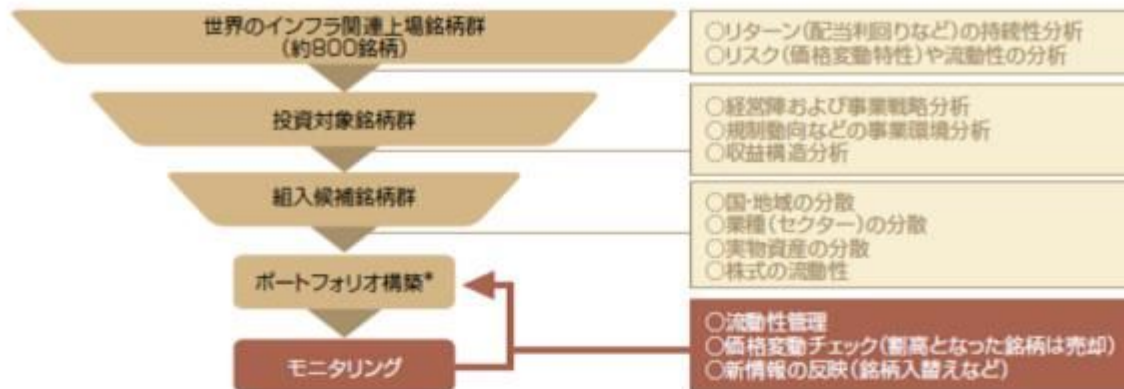 世界のインフラ関連上場銘柄群
（約800銘柄）
○リターン（配当利回りなど）の持続性分析
○リスク（価格変動特性）や流動性の分析
投資対象銘柄群
○経営陣および事業戦略分析
○規制動向などの事業環境分析
○収益構造分析
組入候補銘柄群
○国・地域の分散
○業種（セクター）の分散
○実物資産の分散
○株式の流動性
ポートフォリオ構築*
モニタリング
○流動性管理
○価格変動チェック（割高となった銘柄は売却）
○新情報の反映（銘柄入替えなど）